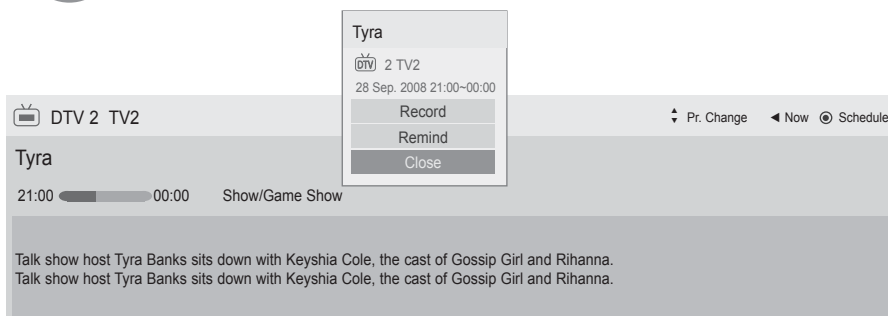 Tyra
DTV 2 TV2
28 Sep. 2008 21:00~00:00
Record
Remind
Close
DTV 2 TV2
Pr. Change Now Schedule
Tyra
21:00 00:00 Show/Game Show
Talk show host Tyra Banks sits down with Keyshia Cole, the cast of Gossip Girl and Rihanna.
Talk show host Tyra Banks sits down with Keyshia Cole, the cast of Gossip Girl and Rihanna.